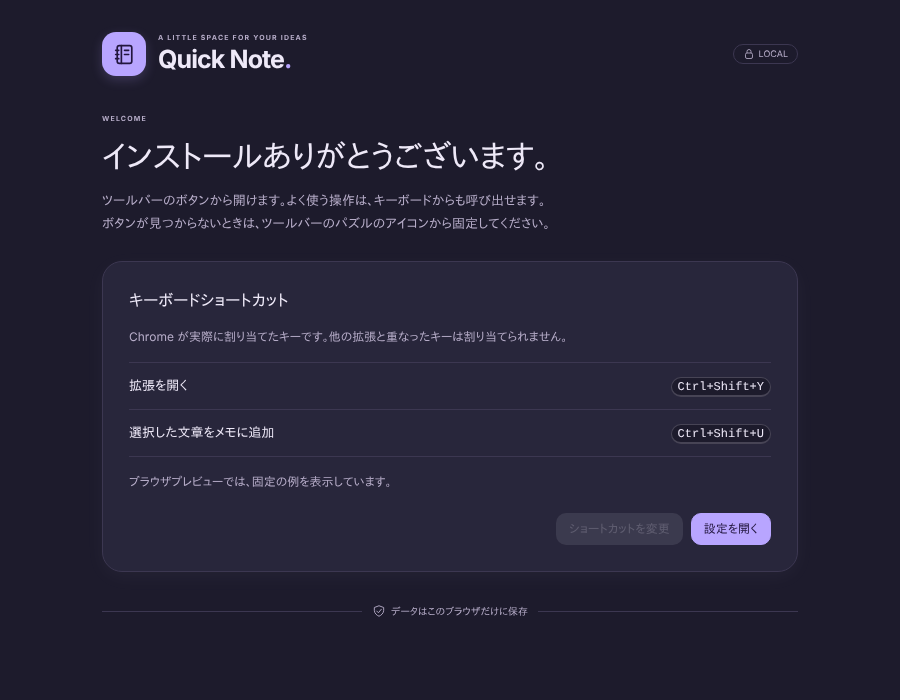 A LITTLE SPACE FOR YOUR IDEAS
Quick Note.
LOCAL
WELCOME
インストールありがとうございます。
ツールバーのボタンから開けます。よく使う操作は、キーボードからも呼び出せます。
ボタンが見つからないときは、ツールバーのパズルのアイコンから固定してください。
キーボードショートカット
Chrome が実際に割り当てたキーです。他の拡張と重なったキーは割り当てられません。
拡張を開く
Ctrl+Shift+Y
選択した文章をメモに追加
Ctrl+Shift+U
ブラウザプレビューでは、固定の例を表示しています。
ショートカットを変更
設定を開く
データはこのブラウザだけに保存